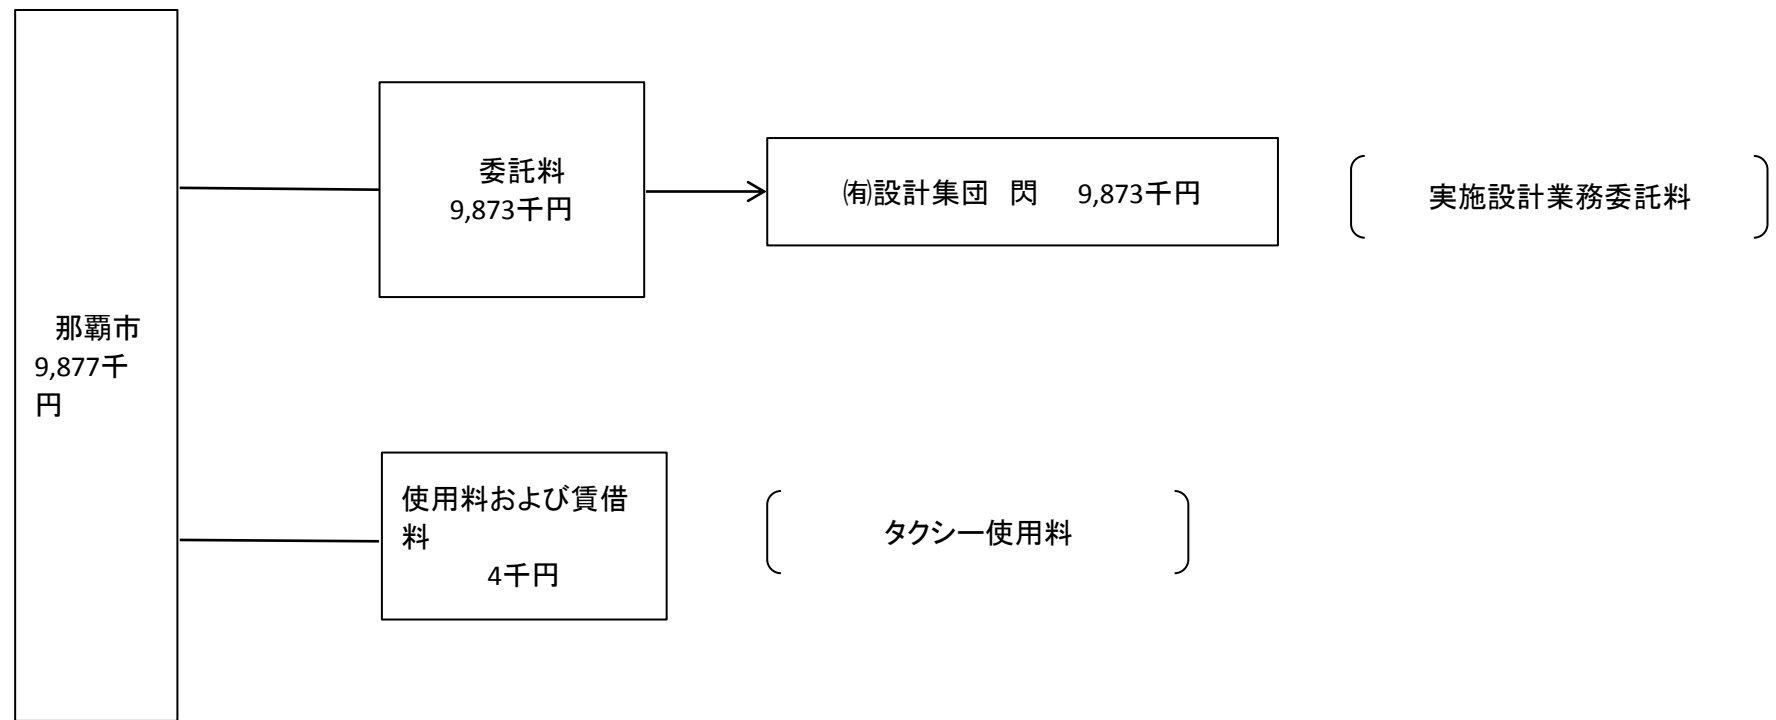 那覇市
9,877千
円
委託料
9,873千円
㈲設計集団　閃　9,873千円
実施設計業務委託料
使用料および賃借
料
4千円
タクシー使用料